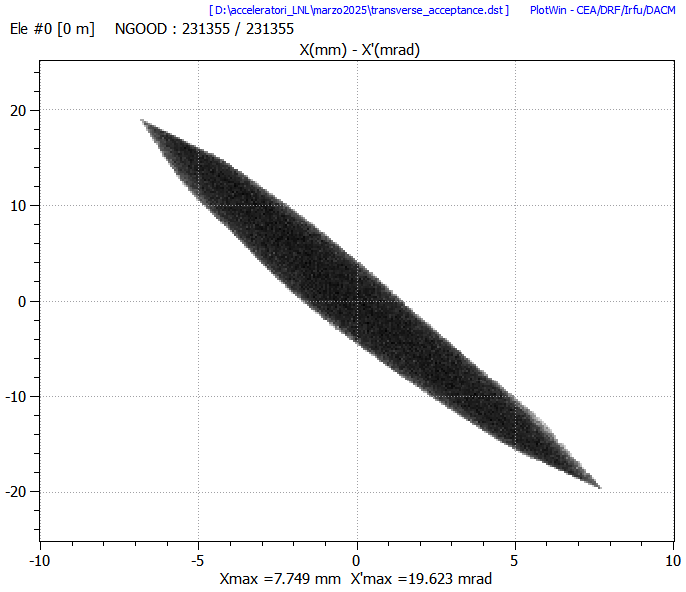 [ D:\acceleratori_LNL\marzo2025\transverse_acceptance.dst ] PlotWin - CEA/DRF/Irfu/DACM
Ele #0 [0 m] NGOOD : 231355 / 231355
X(mm) - X'(mrad)
20
10
0
-10
-20
-10 -5 0 5 10
Xmax =7.749 mm X'max =19.623 mrad